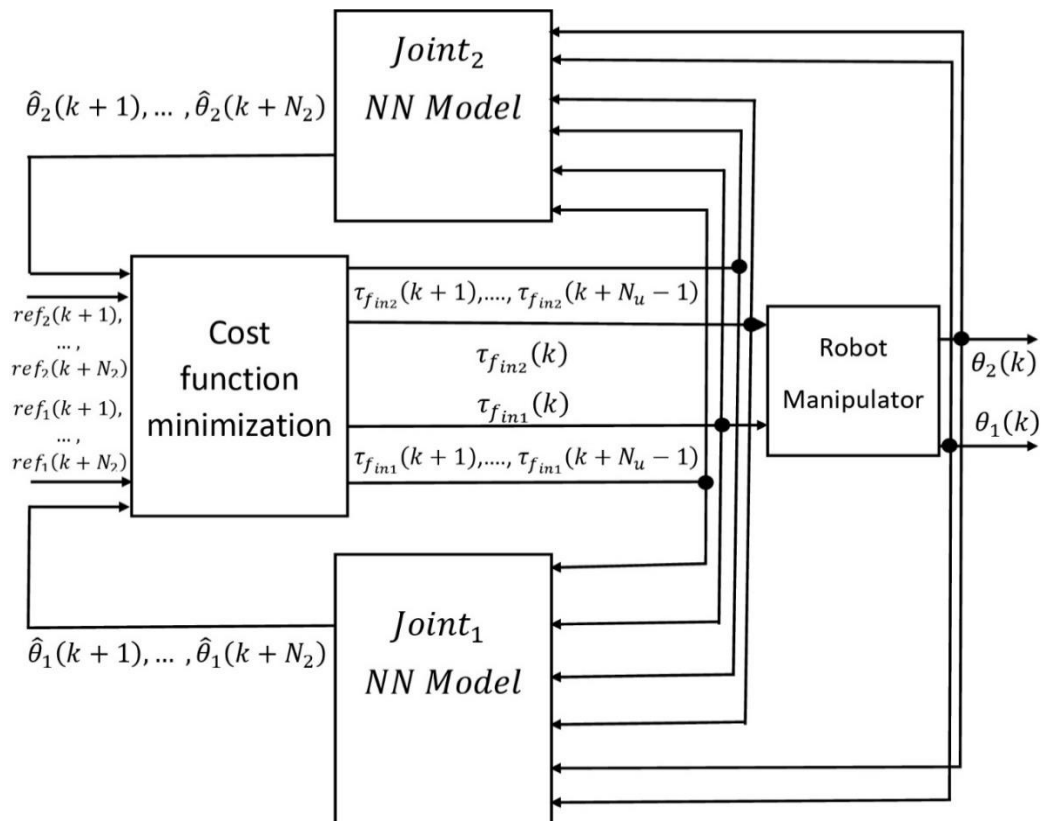 Joint₂
NN Model
θ̂₂(k + 1), … , θ̂₂(k + N₂)
Cost
function
minimization
ref₂(k + 1),
… ,
ref₂(k + N₂)
ref₁(k + 1),
… ,
ref₁(k + N₂)
τ_{f_{in2}}(k + 1),...., τ_{f_{in2}}(k + N_u − 1)
τ_{f_{in2}}(k)
τ_{f_{in1}}(k)
τ_{f_{in1}}(k + 1),...., τ_{f_{in1}}(k + N_u − 1)
Robot
Manipulator
θ₂(k)
θ₁(k)
Joint₁
NN Model
θ̂₁(k + 1), … , θ̂₁(k + N₂)